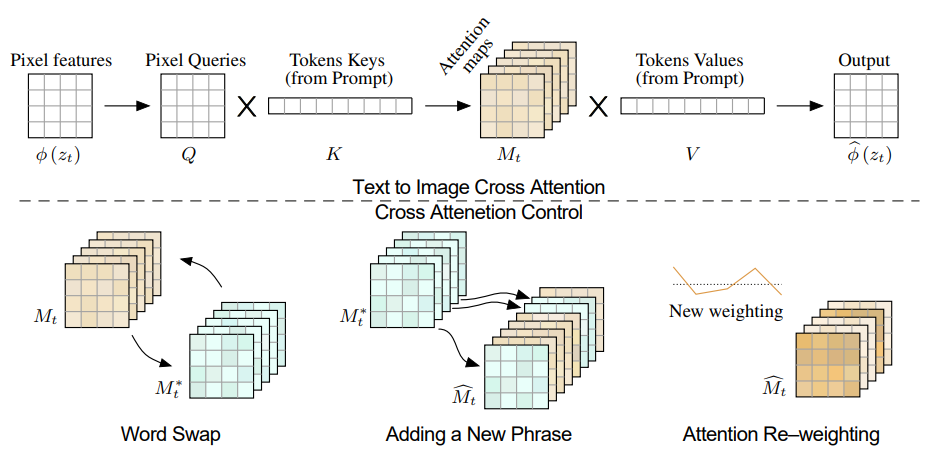 Pixel features
Pixel Queries
Tokens Keys
(from Prompt)
Attention
maps
Tokens Values
(from Prompt)
Output
ϕ (z_t)
Q
K
M_t
V
ϕ̂ (z_t)
Text to Image Cross Attention
Cross Attenetion Control
M_t
M_t^*
Word Swap
M_t^*
M̂_t
Adding a New Phrase
New weighting
M̂_t
Attention Re–weighting